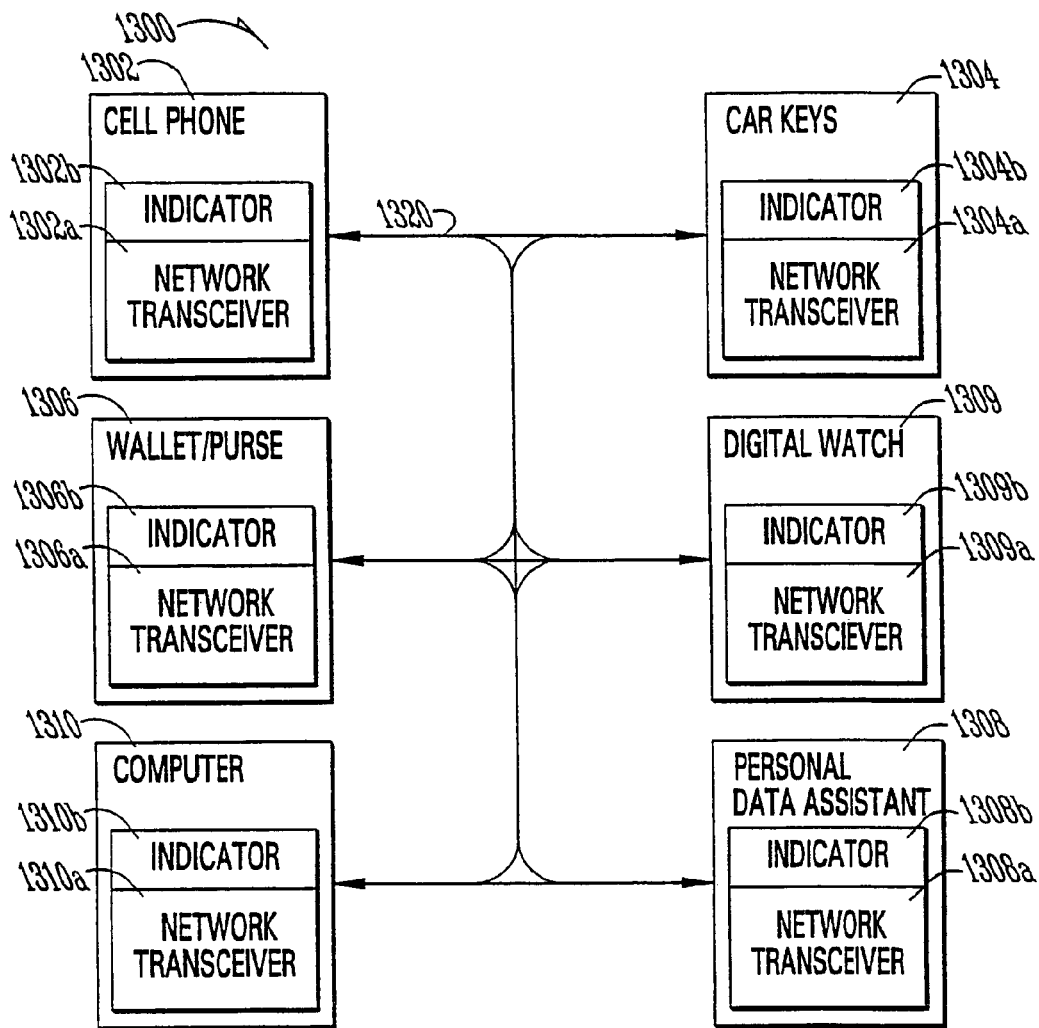 1300
1302
CELL PHONE
1302b
INDICATOR
1302a
NETWORK
TRANSCEIVER
1304
CAR KEYS
1304b
INDICATOR
1304a
NETWORK
TRANSCEIVER
1320
1306
WALLET/PURSE
1306b
INDICATOR
1306a
NETWORK
TRANSCEIVER
1309
DIGITAL WATCH
1309b
INDICATOR
1309a
NETWORK
TRANSCIEVER
1310
COMPUTER
1310b
INDICATOR
1310a
NETWORK
TRANSCEIVER
1308
PERSONAL
DATA ASSISTANT
1308b
INDICATOR
1308a
NETWORK
TRANSCEIVER